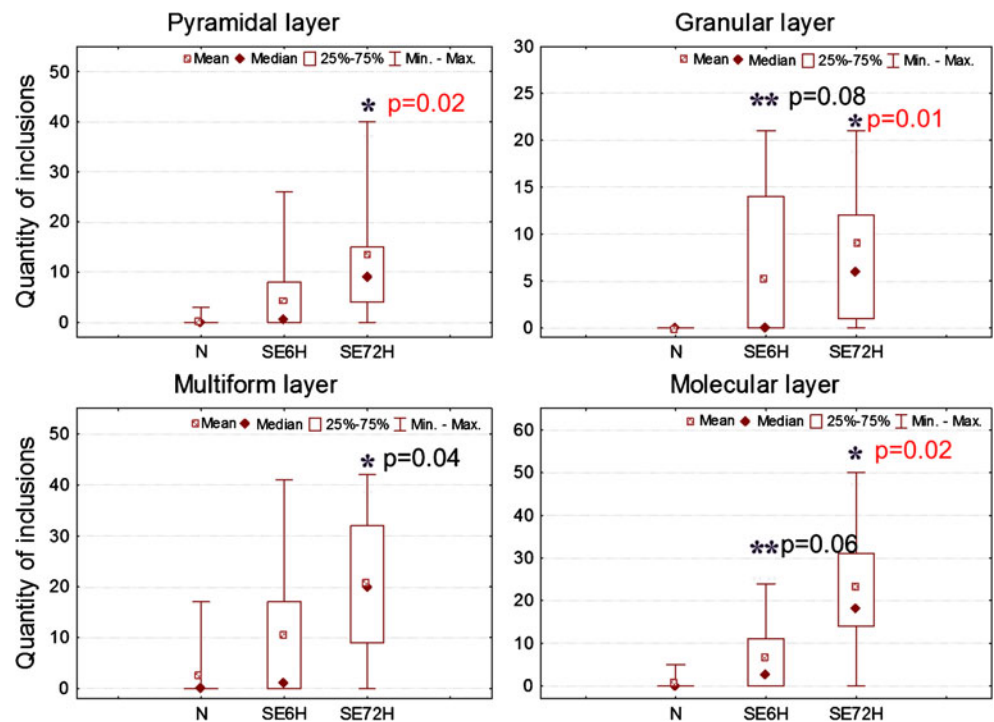 Pyramidal layer
Mean Median 25%-75% Min. - Max.
50
40
30
20
10
0
* p=0.02
N SE6H SE72H
Quantity of inclusions
Granular layer
Mean Median 25%-75% Min. - Max.
30
25
20
15
10
5
0
** p=0.08
* p=0.01
N SE6H SE72H
Multiform layer
Mean Median 25%-75% Min. - Max.
50
40
30
20
10
0
* p=0.04
N SE6H SE72H
Quantity of inclusions
Molecular layer
Mean Median 25%-75% Min. - Max.
60
50
40
30
20
10
0
* p=0.02
**p=0.06
N SE6H SE72H